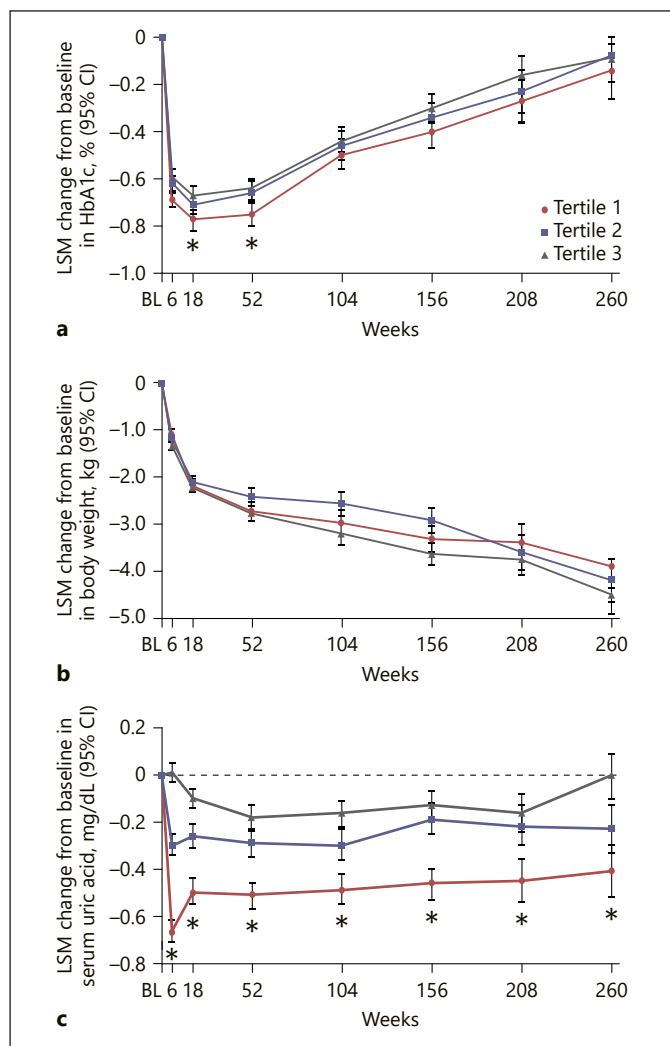 LSM change from baseline
in HbA1c, % (95% CI)
0
−0.2
−0.4
−0.6
−0.8
−1.0
* *
Tertile 1
Tertile 2
Tertile 3
BL 6 18 52 104 156 208 260
Weeks
a
LSM change from baseline
in body weight, kg (95% CI)
0
−1.0
−2.0
−3.0
−4.0
−5.0
BL 6 18 52 104 156 208 260
Weeks
b
LSM change from baseline in
serum uric acid, mg/dL (95% CI)
0.2
0
−0.2
−0.4
−0.6
−0.8
* * * * * * *
BL 6 18 52 104 156 208 260
Weeks
c